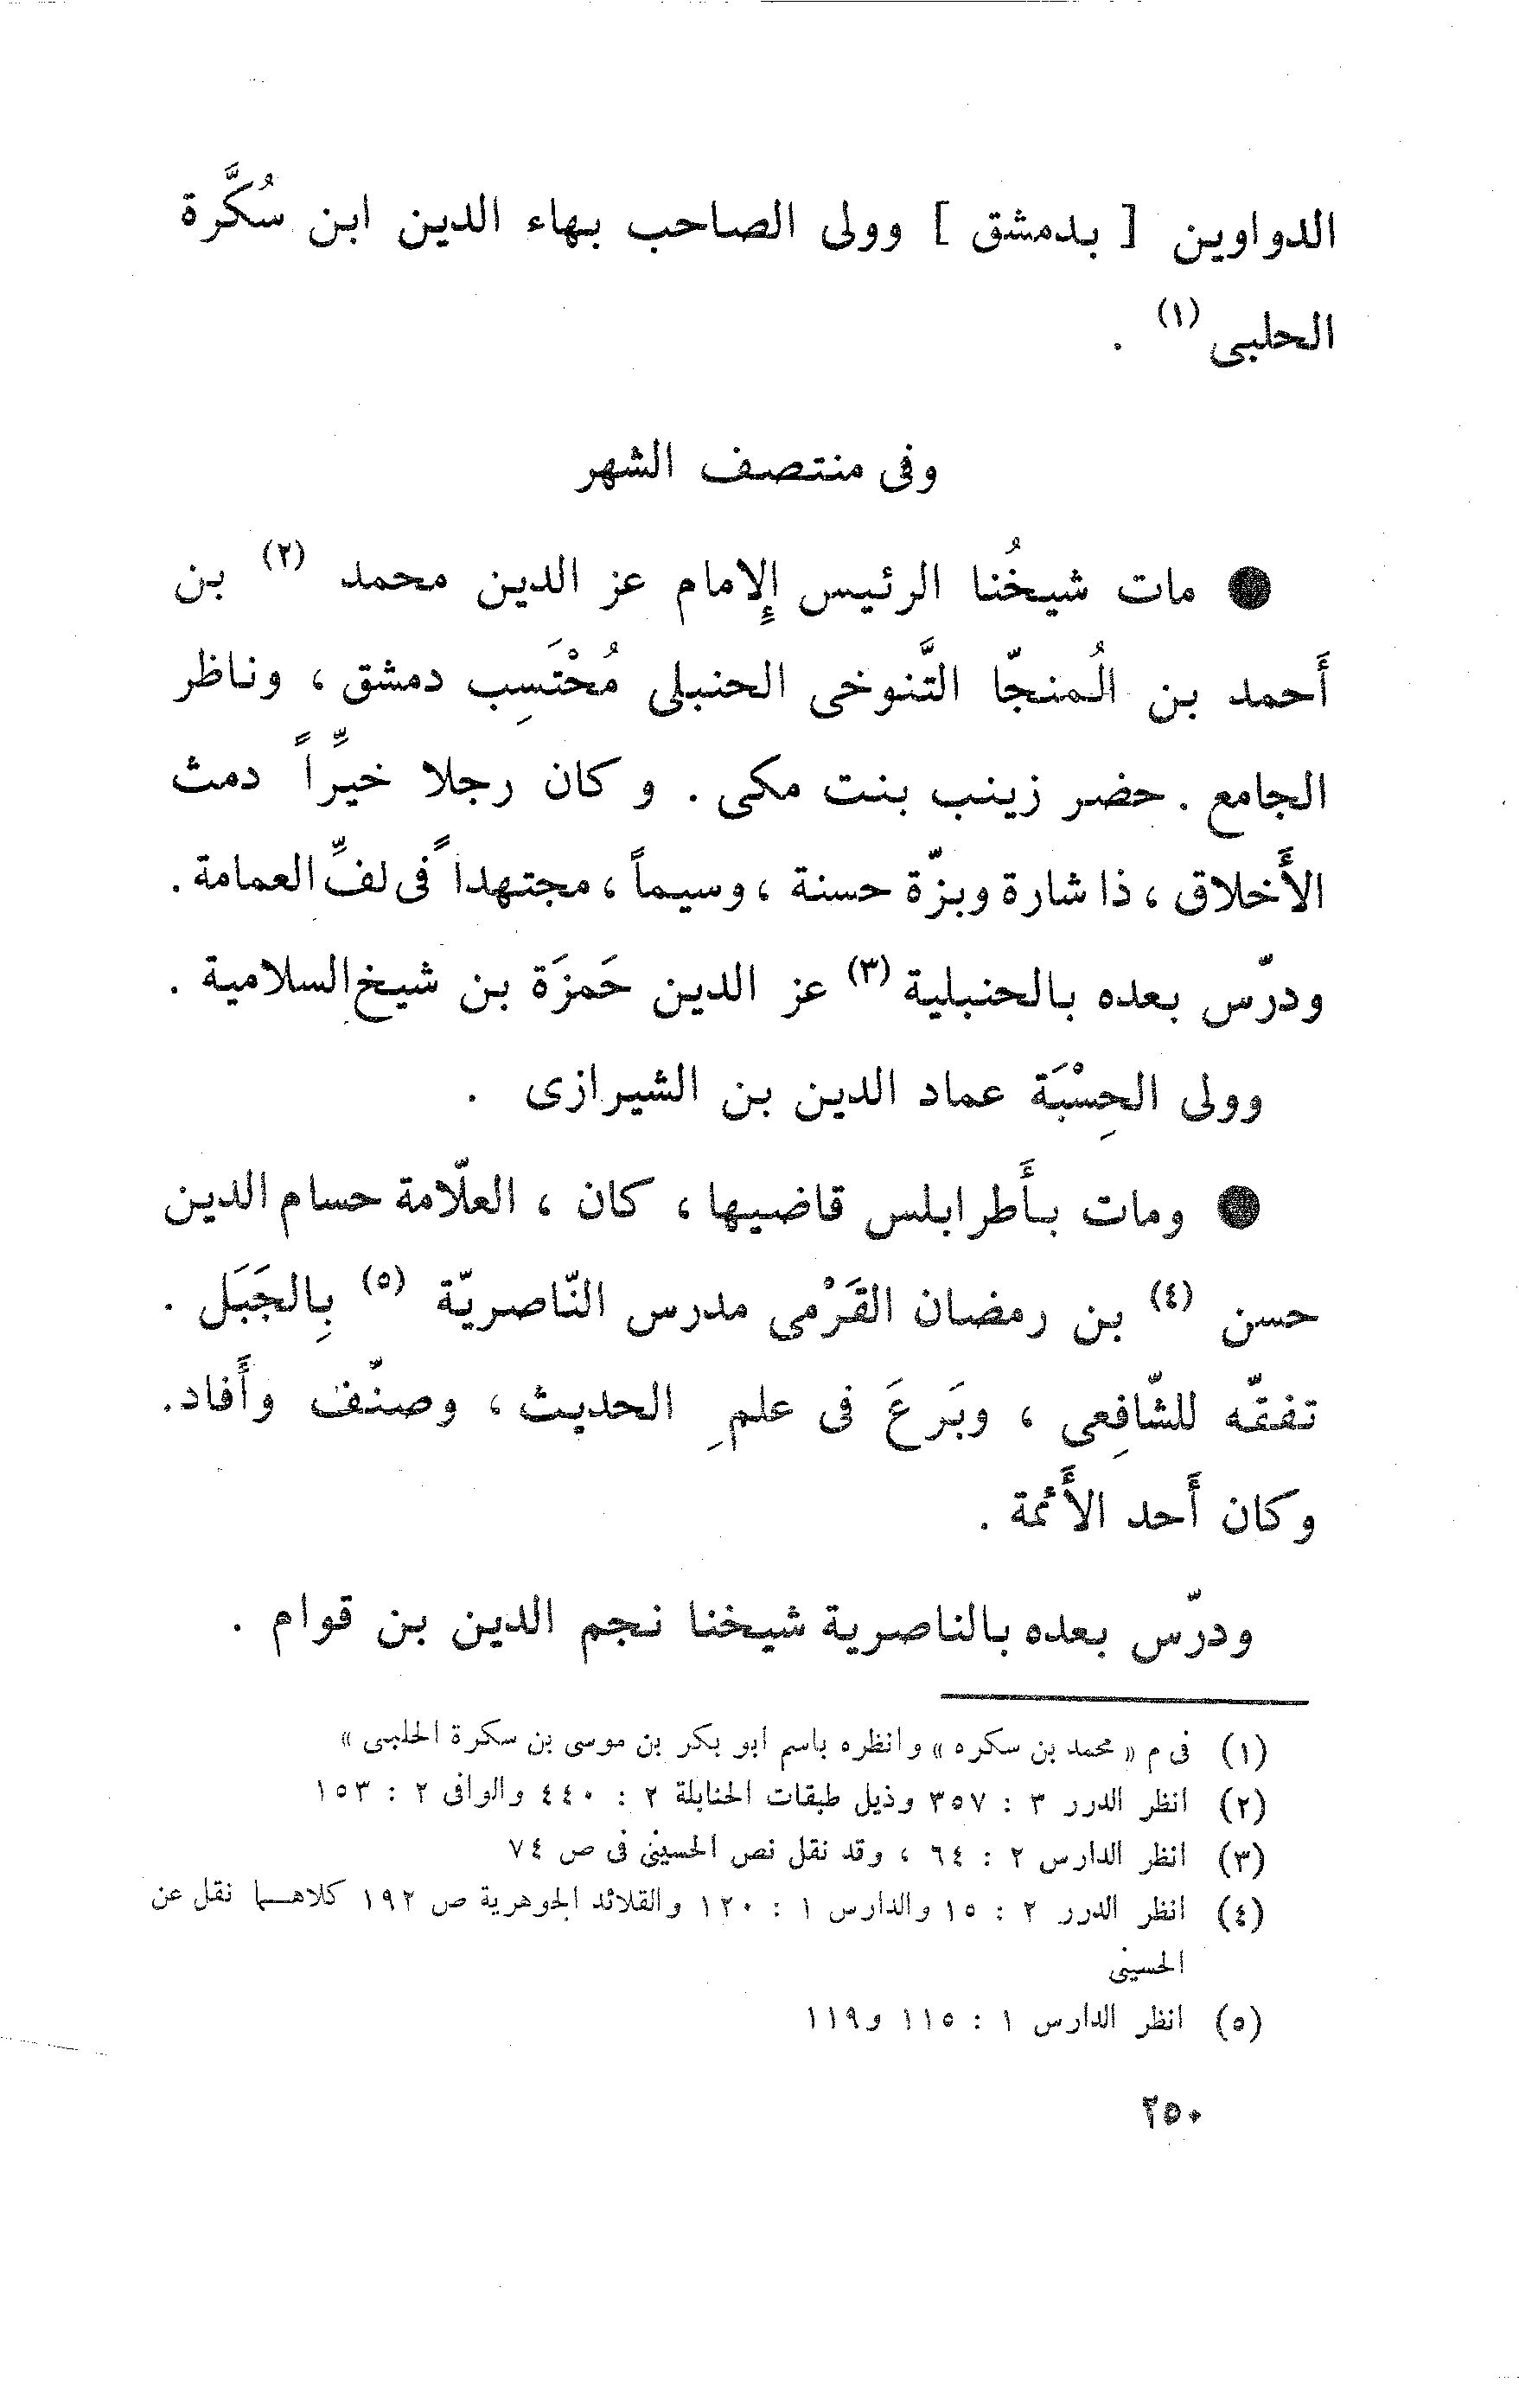 الدواوين [ بدمشق ] وولى الصاحب بهاء الدين ابن سُكَّرة
الحلبى (١) .
وفى منتصف الشهر
● مات شيخُنا الرئيس الإِمام عز الدين محمد (٢) بن
أَحمد بن المُنجّا التَّنوخى الحنبلى مُحْتَسِب دمشق ، وناظر
الجامع . حضر زينب بنت مكى . وكان رجلا خيِّراً دمث
الأَخلاق ، ذا شارة وبزّة حسنة ، وسيماً ، مجتهداً فى لفِّ العمامة .
ودرّس بعده بالحنبلية (٣) عز الدين حَمزَة بن شيخ السلامية .
وولى الحِسْبَة عماد الدين بن الشيرازى .
● ومات بأَطرابلس قاضيها ، كان ، العلّامة حسام الدين
حسن (٤) بن رمضان القَرْمى مدرس النّاصريّة (٥) بِالجَبَل .
تفقّه للشّافِعى ، وبَرعَ فى علمِ الحديث ، وصنّف وأَفاد.
وكان أَحد الأَئمة .
ودرّس بعده بالناصرية شيخنا نجم الدين بن قوام .
(١) فى م « محمد بن سكره » وانظره باسم ابو بكر بن موسى بن سكرة الحلبى »
(٢) انظر الدرر ٣ : ٣٥٧ وذيل طبقات الحنابلة ٢ : ٤٤٠ والوافى ٢ : ١٥٣
(٣) انظر الدارس ٢ : ٦٤ ، وقد نقل نص الحسينى فى ص ٧٤
(٤) انظر الدرر ٢ : ١٥ والدارس ١ : ١٢٠ والقلائد الجوهرية ص ١٩٢ كلاهما نقل عن
الحسينى
(٥) انظر الدارس ١ : ١١٥ و١١٩
٢٥٠